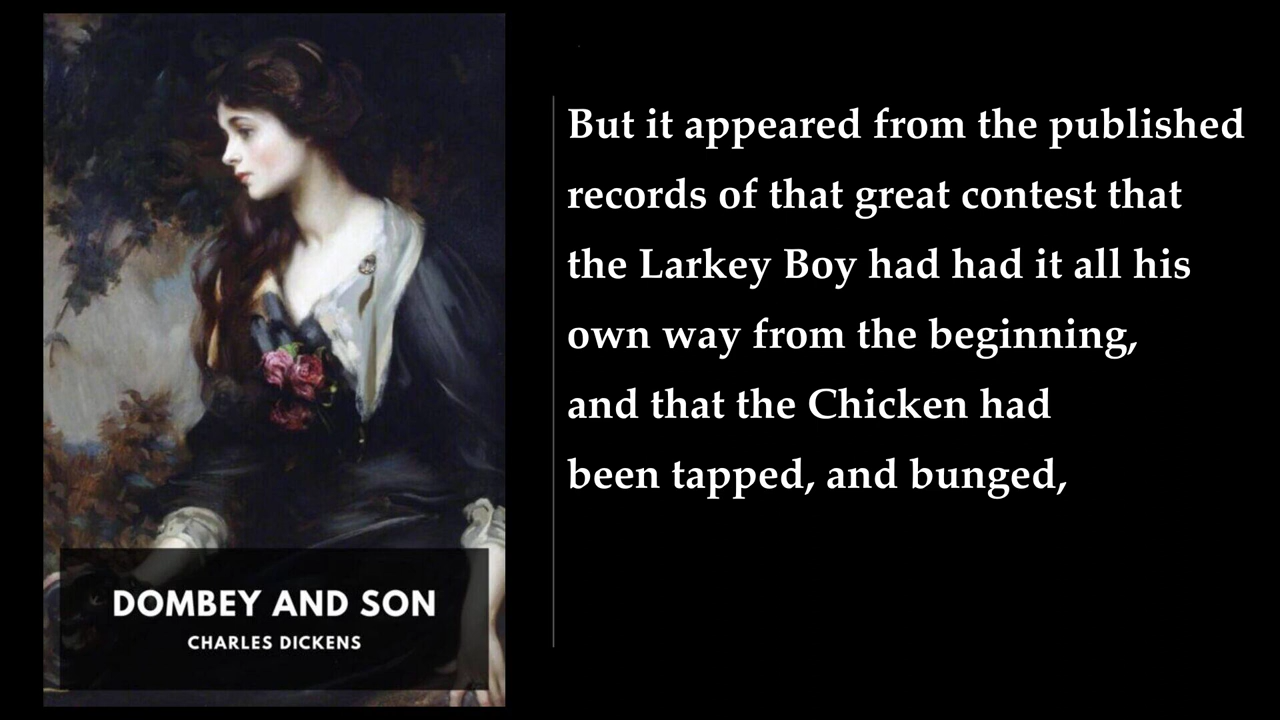 But it appeared from the published
records of that great contest that
the Larkey Boy had had it all his
own way from the beginning,
and that the Chicken had
been tapped, and bunged,
DOMBEY AND SON
CHARLES DICKENS